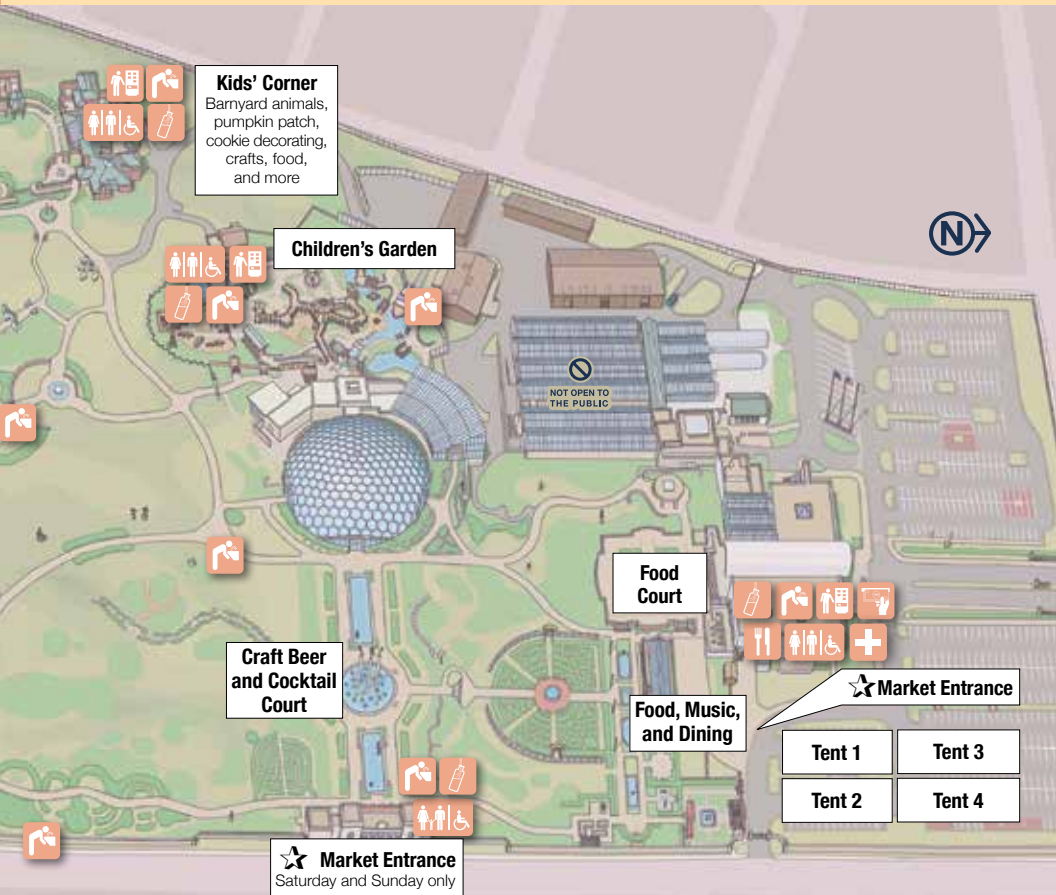 Kids' Corner
Barnyard animals,
pumpkin patch,
cookie decorating,
crafts, food,
and more
Children's Garden
N
NOT OPEN TO
THE PUBLIC
Food
Court
Craft Beer
and Cocktail
Court
Market Entrance
Food, Music,
and Dining
Tent 1
Tent 3
Tent 2
Tent 4
Market Entrance
Saturday and Sunday only